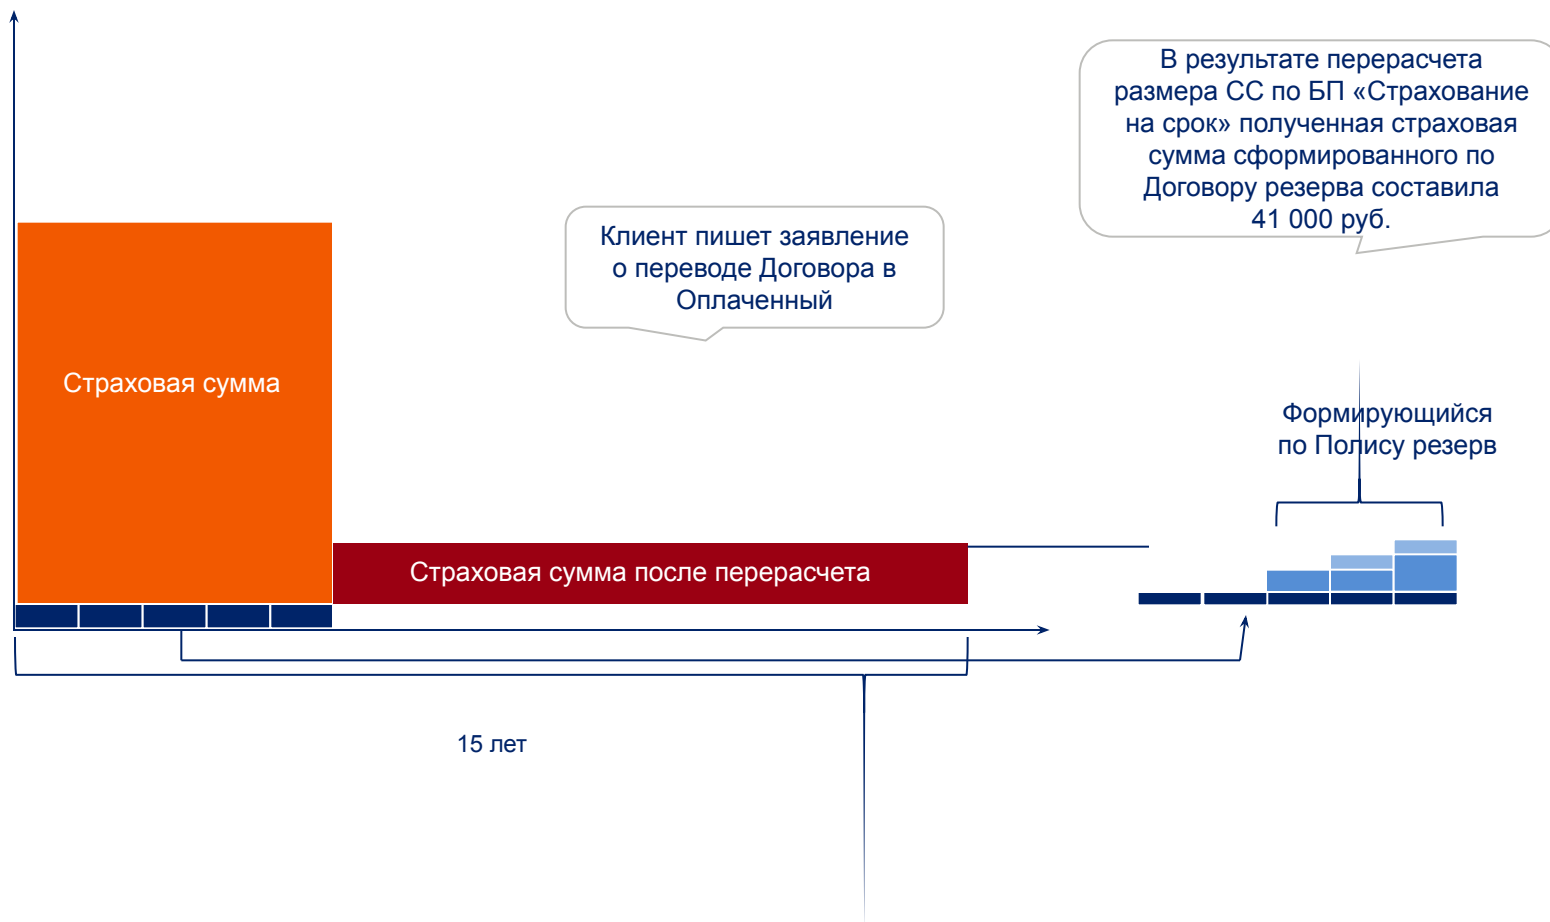 В результате перерасчета
размера СС по БП «Страхование
на срок» полученная страховая
сумма сформированного по
Договору резерва составила
41 000 руб.
Клиент пишет заявление
о переводе Договора в
Оплаченный
Страховая сумма
Формирующийся
по Полису резерв
Страховая сумма после перерасчета
15 лет